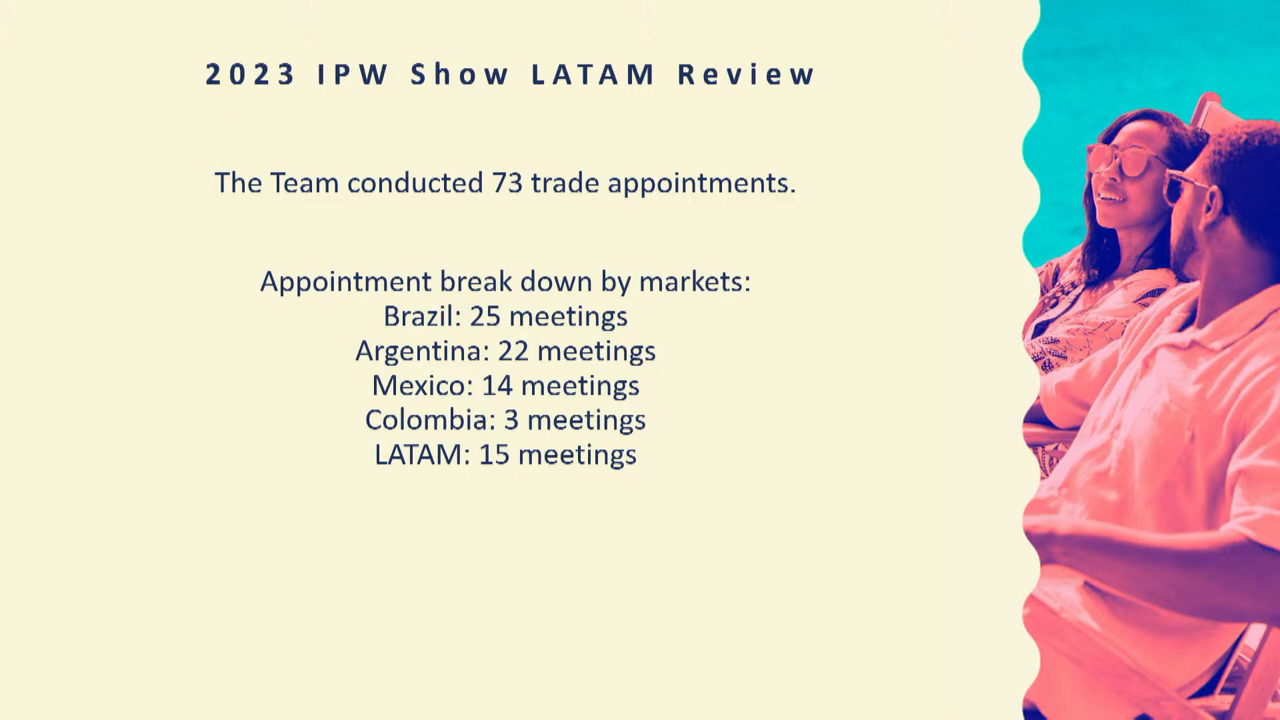 2023 IPW Show LATAM Review
The Team conducted 73 trade appointments.
Appointment break down by markets:
Brazil: 25 meetings
Argentina: 22 meetings
Mexico: 14 meetings
Colombia: 3 meetings
LATAM: 15 meetings